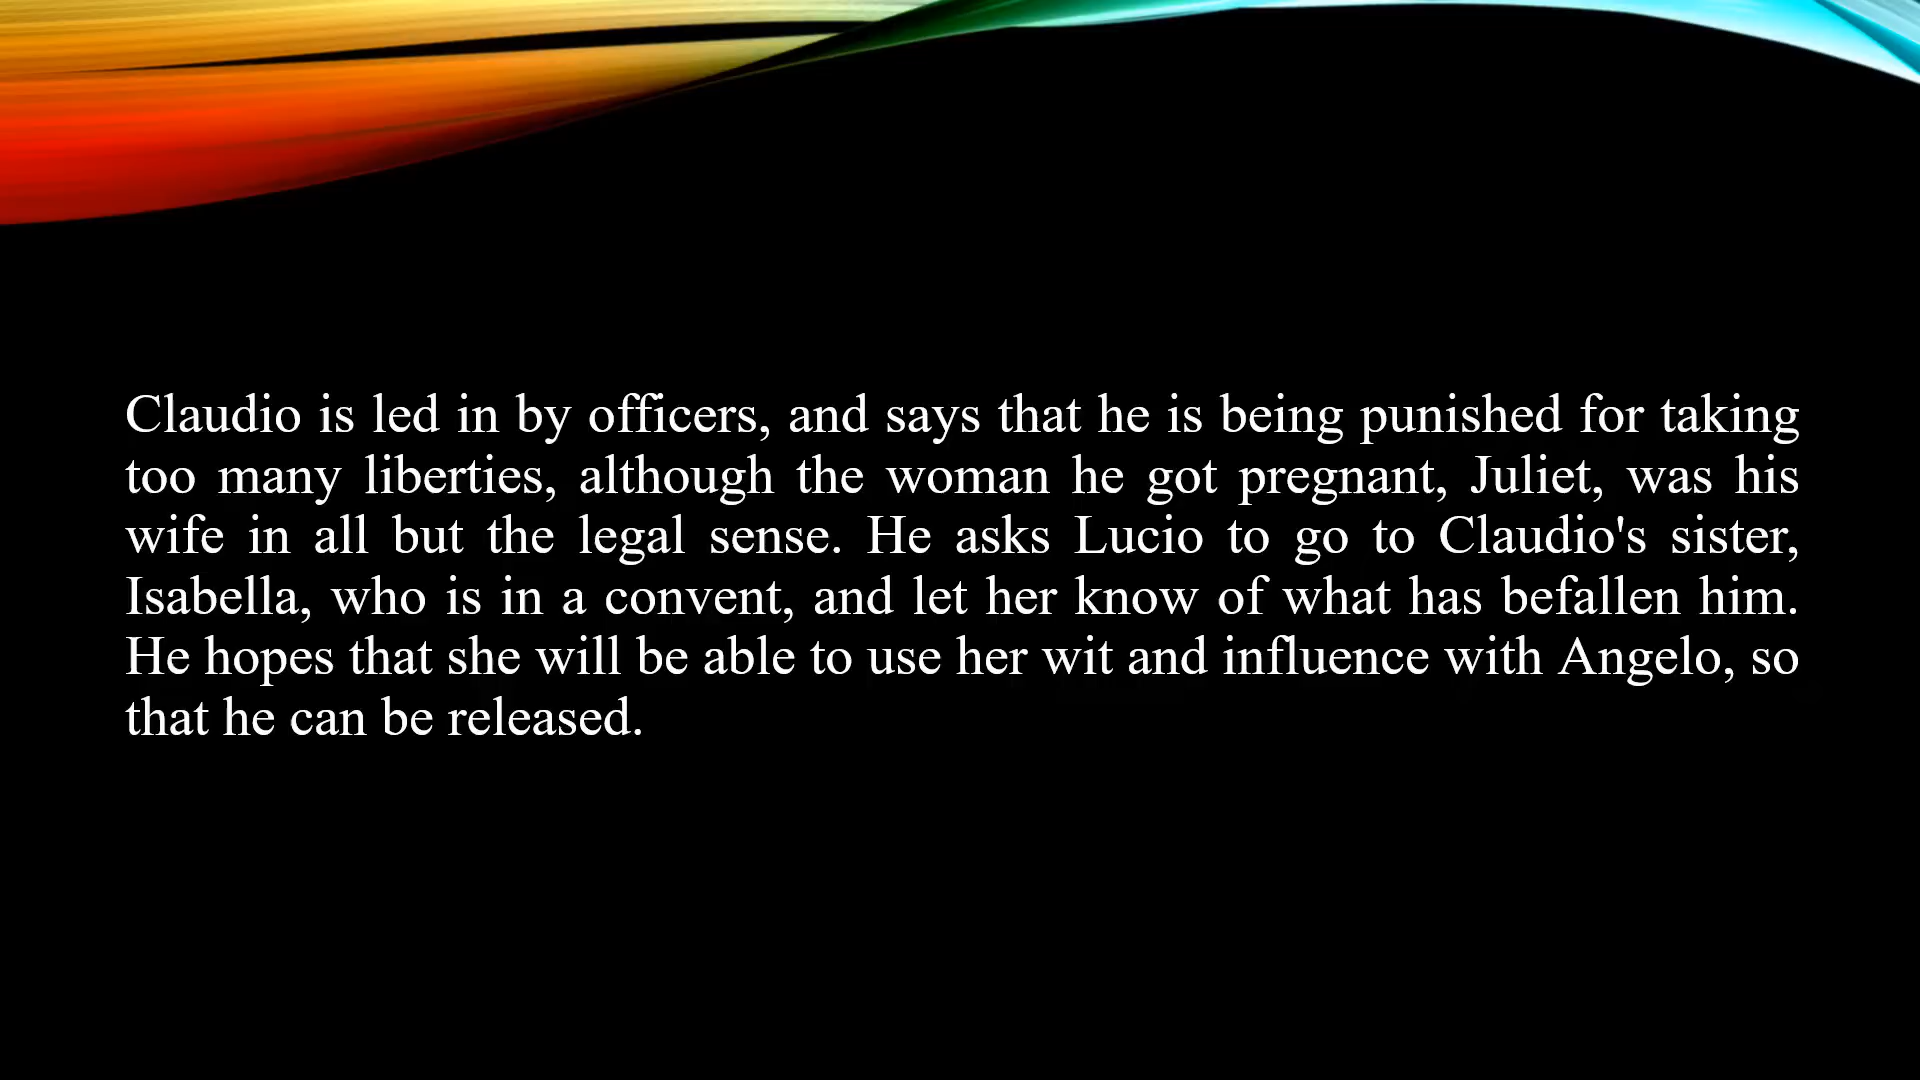 Claudio is led in by officers, and says that he is being punished for taking
too many liberties, although the woman he got pregnant, Juliet, was his
wife in all but the legal sense. He asks Lucio to go to Claudio's sister,
Isabella, who is in a convent, and let her know of what has befallen him.
He hopes that she will be able to use her wit and influence with Angelo, so
that he can be released.